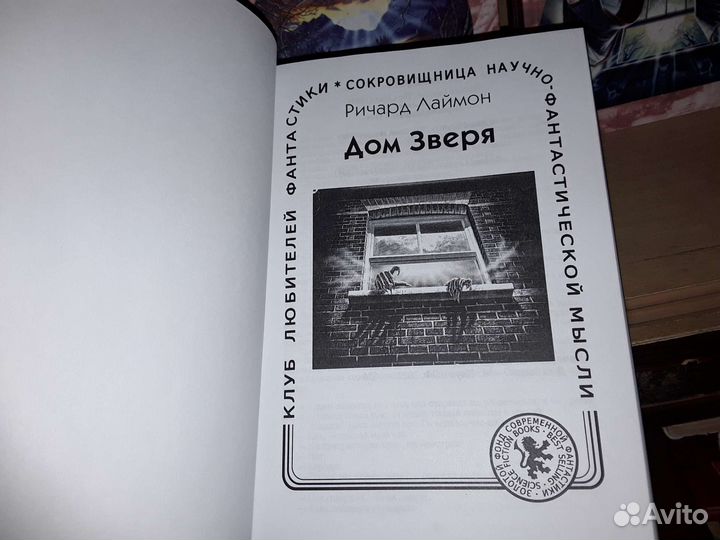 КЛУБ ЛЮБИТЕЛЕЙ ФАНТАСТИКИ * СОКРОВИЩНИЦА НАУЧНО-ФАНТАСТИЧЕСКОЙ МЫСЛИ
Ричард Лаймон
Дом Зверя
ЗОЛОТОЙ ФОНД СОВРЕМЕННОЙ ФАНТАСТИКИ
BEST SELLING · SCIENCE FICTION BOOKS ·
Avito